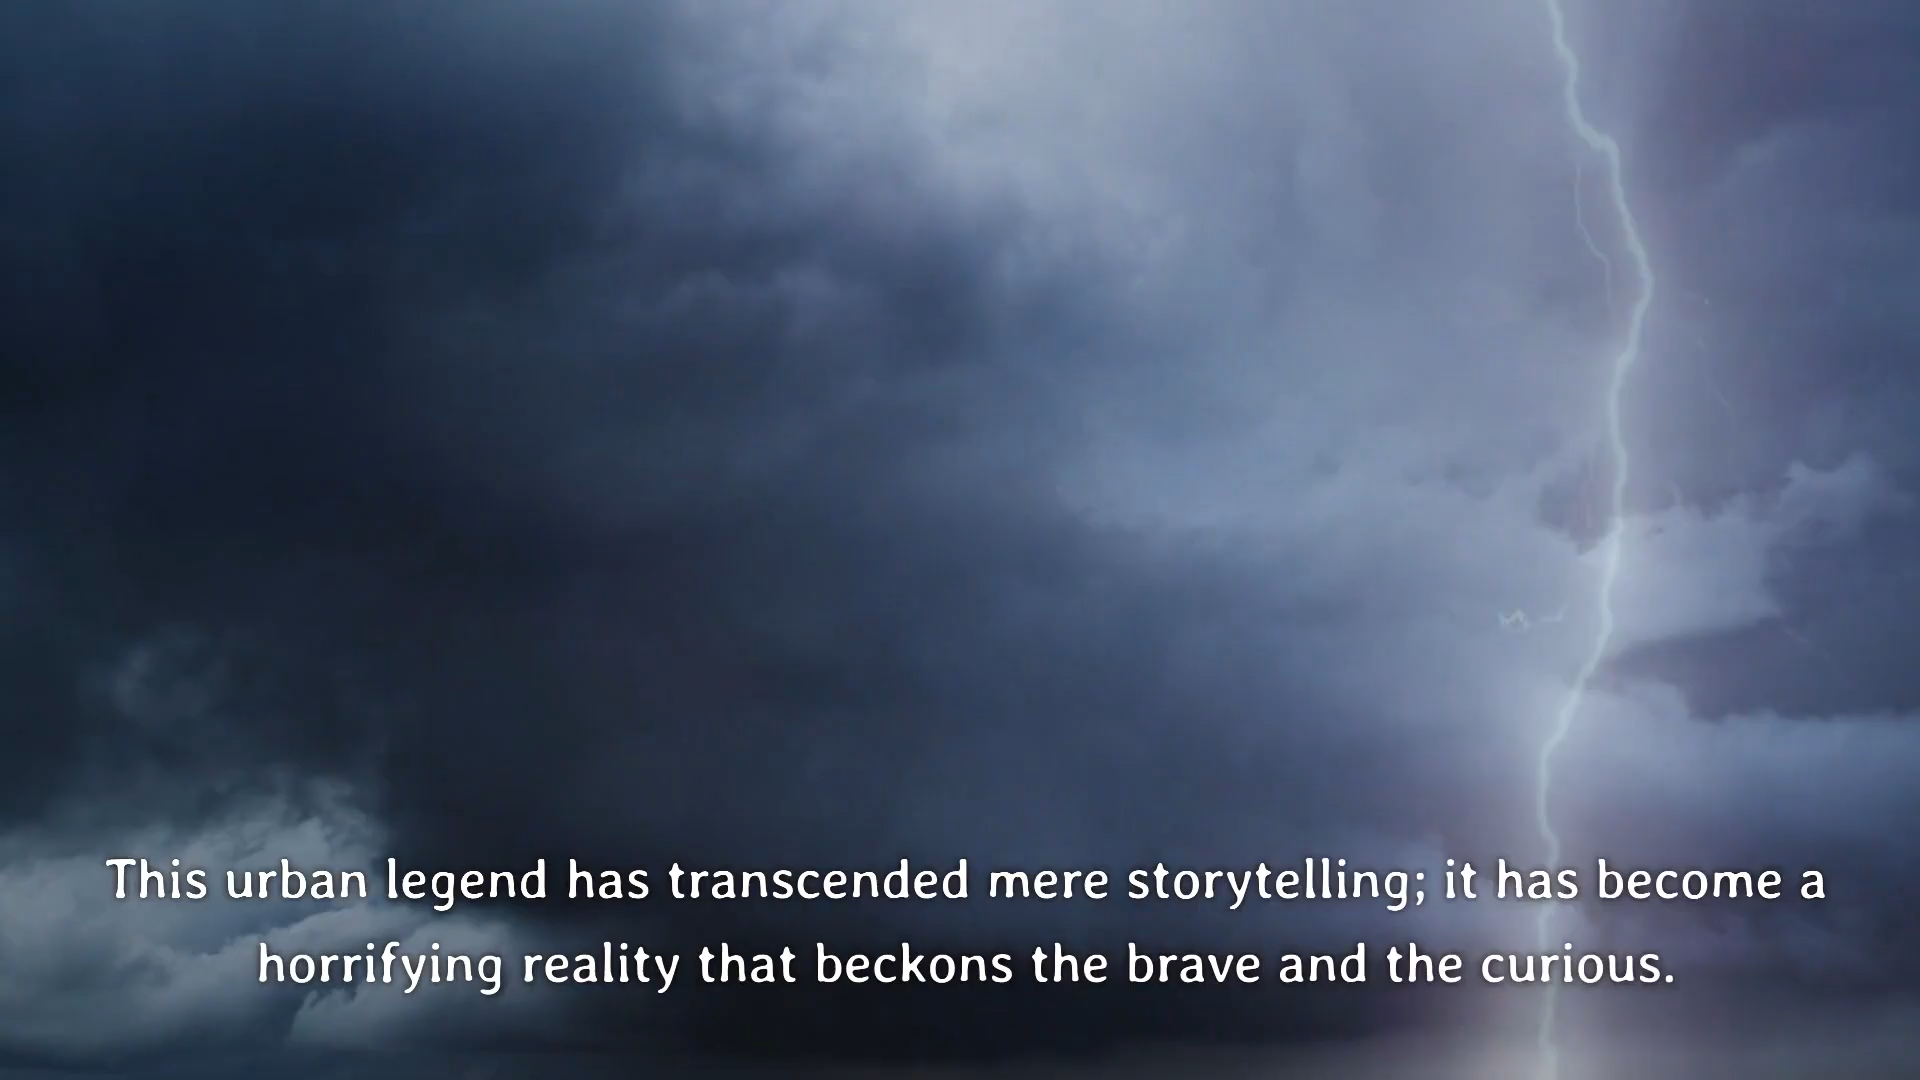 This urban legend has transcended mere storytelling; it has become a
horrifying reality that beckons the brave and the curious.